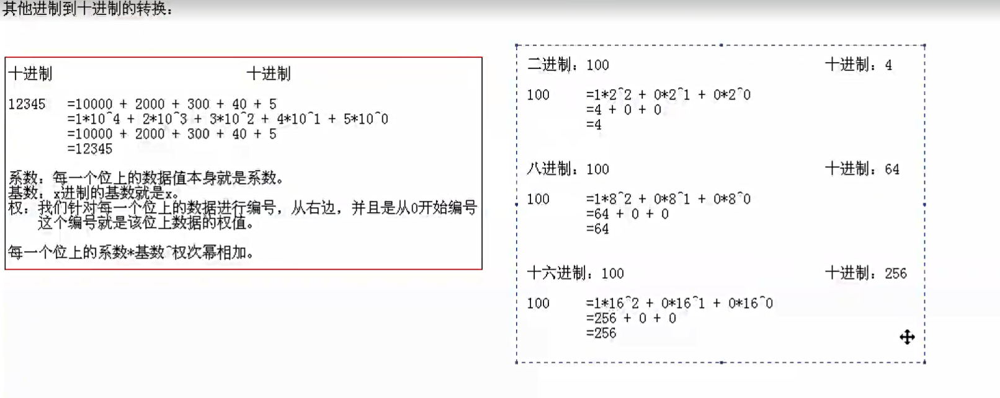 其他进制到十进制的转换：
十进制 十进制
12345 =10000 + 2000 + 300 + 40 + 5
=1*10^4 + 2*10^3 + 3*10^2 + 4*10^1 + 5*10^0
=10000 + 2000 + 300 + 40 + 5
=12345
系数：每一个位上的数据值本身就是系数。
基数：x进制的基数就是x。
权：我们针对每一个位上的数据进行编号，从右边，并且是从0开始编号
这个编号就是该位上数据的权值。
每一个位上的系数*基数^权次幂相加。
二进制：100 十进制：4
100 =1*2^2 + 0*2^1 + 0*2^0
=4 + 0 + 0
=4
八进制：100 十进制：64
100 =1*8^2 + 0*8^1 + 0*8^0
=64 + 0 + 0
=64
十六进制：100 十进制：256
100 =1*16^2 + 0*16^1 + 0*16^0
=256 + 0 + 0
=256